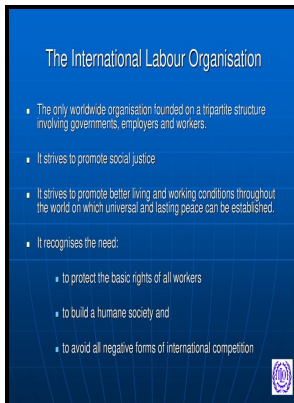 The International Labour Organisation
The only worldwide organisation founded on a tripartite structure
involving governments, employers and workers.
It strives to promote social justice
It strives to promote better living and working conditions throughout
the world on which universal and lasting peace can be established.
It recognises the need:
to protect the basic rights of all workers
to build a humane society and
to avoid all negative forms of international competition